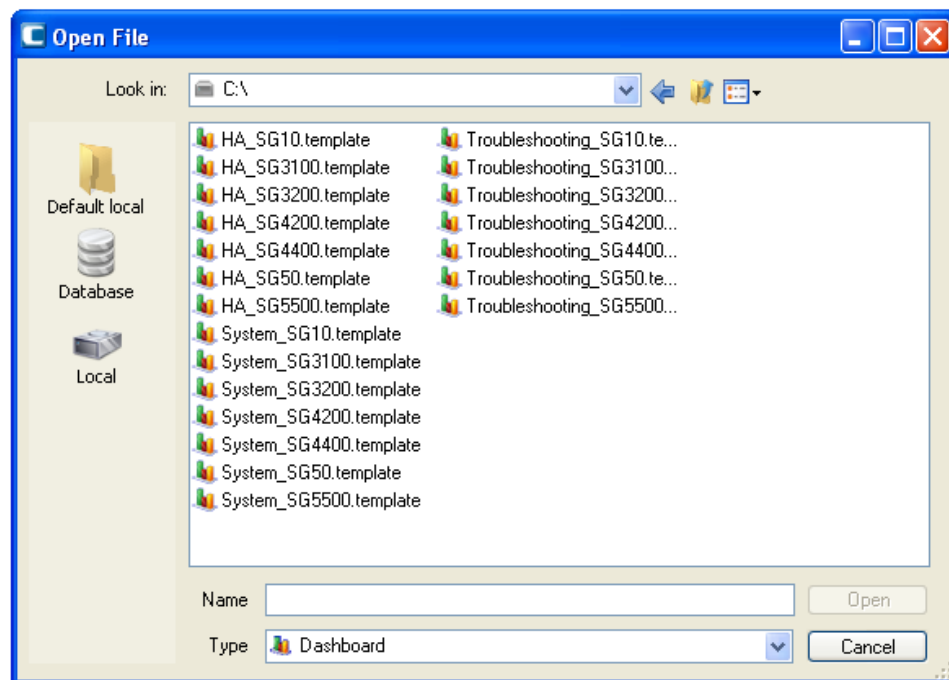 Open File
Look in:
C:\
Default local
Database
Local
HA_SG10.template
HA_SG3100.template
HA_SG3200.template
HA_SG4200.template
HA_SG4400.template
HA_SG50.template
HA_SG5500.template
System_SG10.template
System_SG3100.template
System_SG3200.template
System_SG4200.template
System_SG4400.template
System_SG50.template
System_SG5500.template
Troubleshooting_SG10.te...
Troubleshooting_SG3100...
Troubleshooting_SG3200...
Troubleshooting_SG4200...
Troubleshooting_SG4400...
Troubleshooting_SG50.te...
Troubleshooting_SG5500...
Name
Open
Type
Dashboard
Cancel